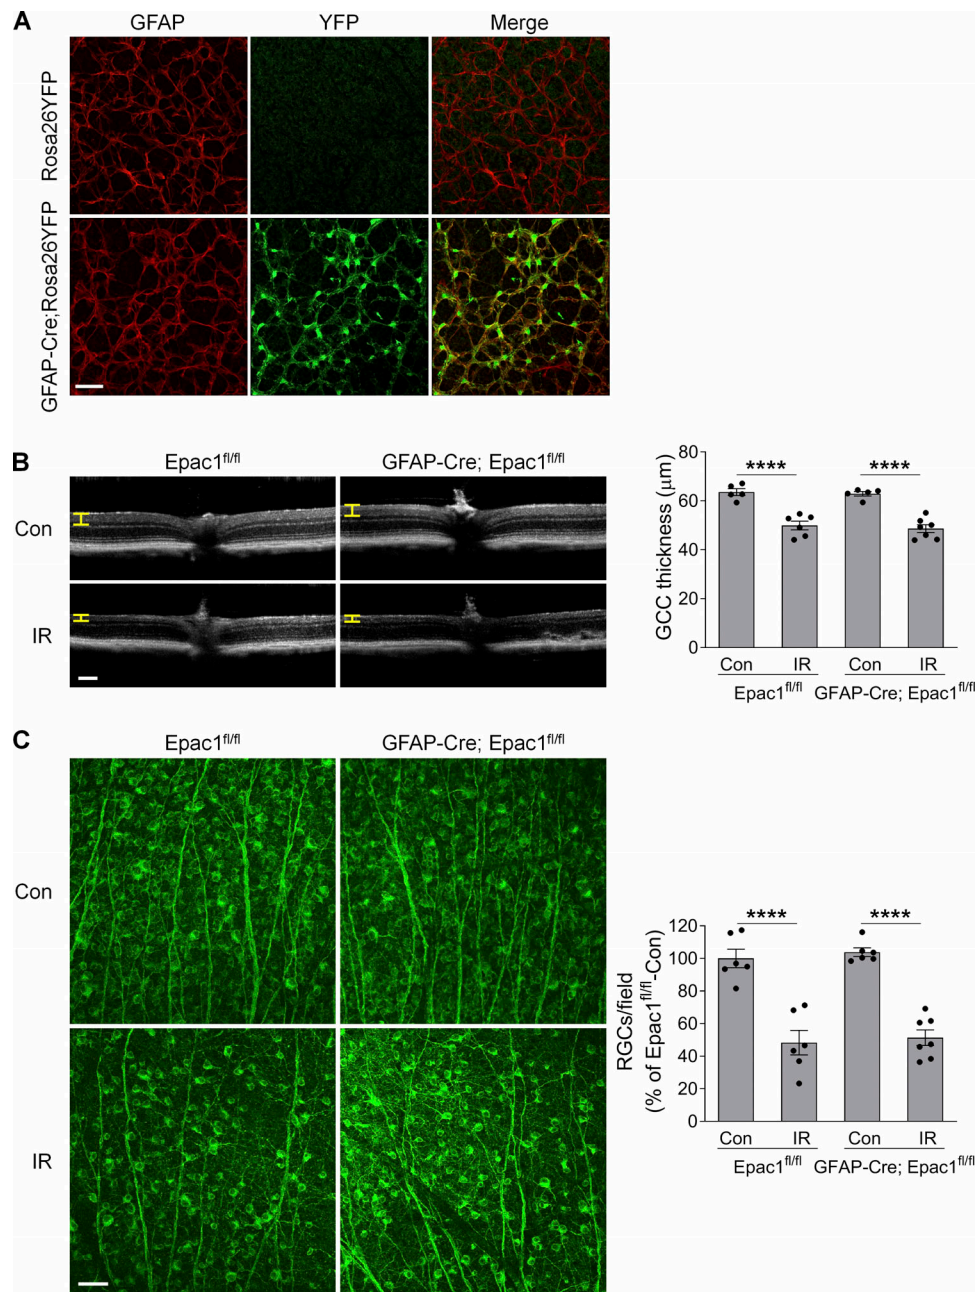 A
GFAP YFP Merge
Rosa26YFP
GFAP-Cre;Rosa26YFP
B
Epac1fl/fl GFAP-Cre; Epac1fl/fl
Con
IR
GCC thickness (μm)
80
60
40
20
0
**** ****
Con IR Con IR
Epac1fl/fl GFAP-Cre; Epac1fl/fl
C
Epac1fl/fl GFAP-Cre; Epac1fl/fl
Con
IR
RGCs/field
(% of Epac1fl/fl-Con)
120
100
80
60
40
20
0
**** ****
Con IR Con IR
Epac1fl/fl GFAP-Cre; Epac1fl/fl